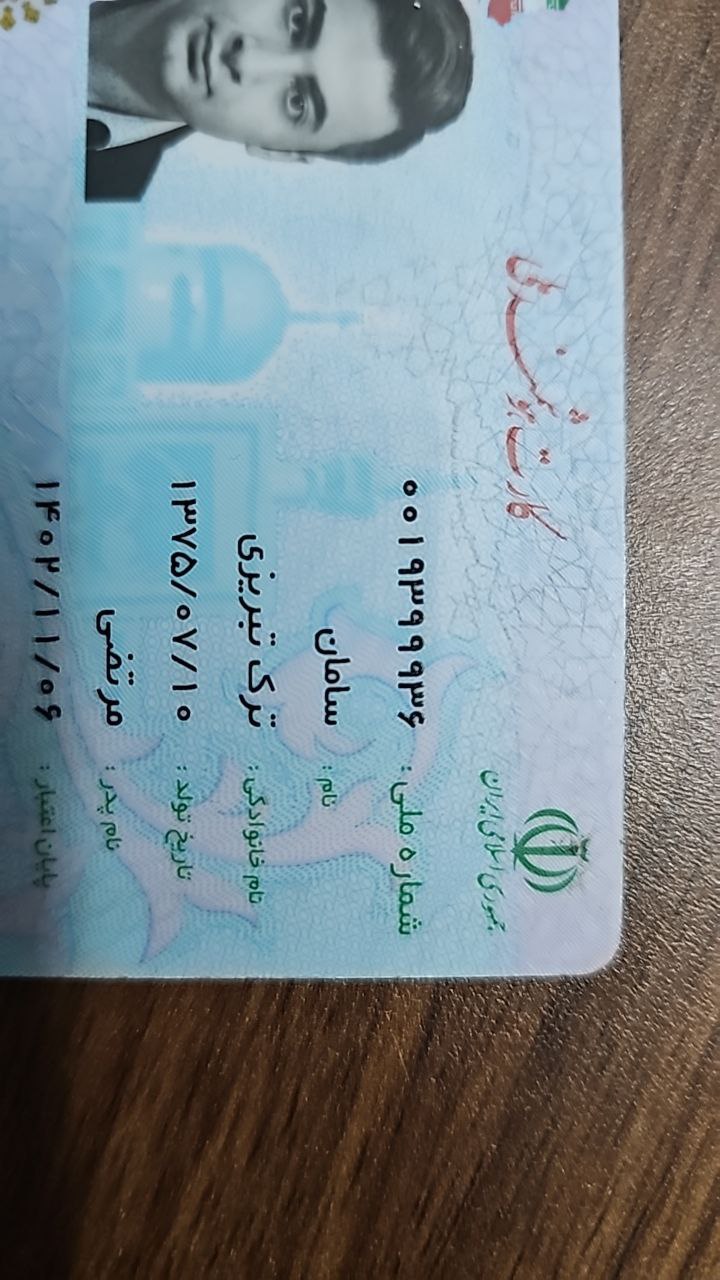 جمهوری اسلامی ایران
کارت هوشمند ملی
شماره ملی : ۰۰۱۹۳۹۹۹۳۶
نام : سامان
نام خانوادگی : ترک تبریزی
تاریخ تولد : ۱۳۷۵/۰۷/۱۰
نام پدر : مرتضی
پایان اعتبار : ۱۴۰۲/۱۱/۰۶